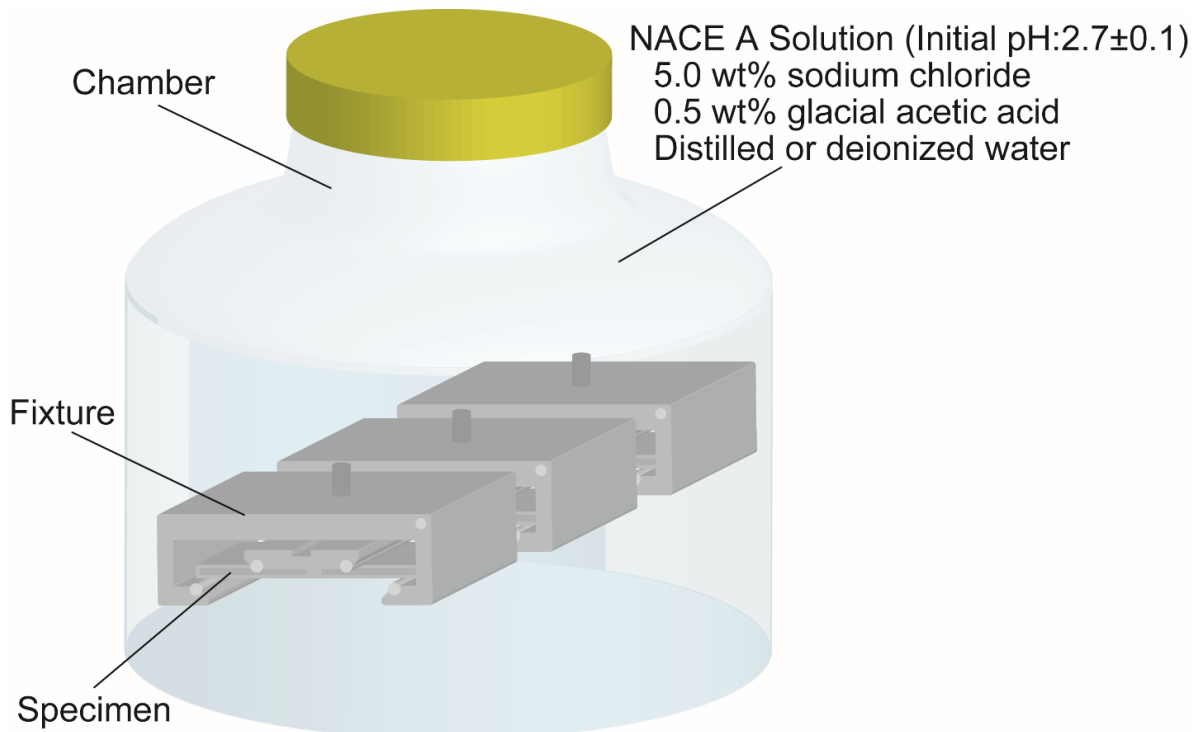 NACE A Solution (Initial pH:2.7±0.1)
5.0 wt% sodium chloride
0.5 wt% glacial acetic acid
Distilled or deionized water
Chamber
Fixture
Specimen